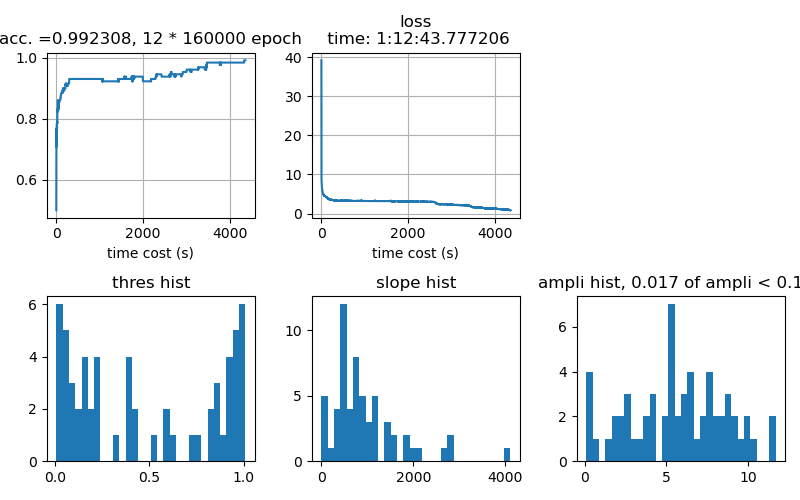 acc. =0.992308, 12 * 160000 epoch
loss
time: 1:12:43.777206
1.0
0.8
0.6
0 2000 4000
time cost (s)
40
30
20
10
0
0 2000 4000
time cost (s)
thres hist
6
4
2
0
0.0 0.5 1.0
slope hist
10
5
0
0 2000 4000
ampli hist, 0.017 of ampli < 0.1
6
4
2
0
0 5 10